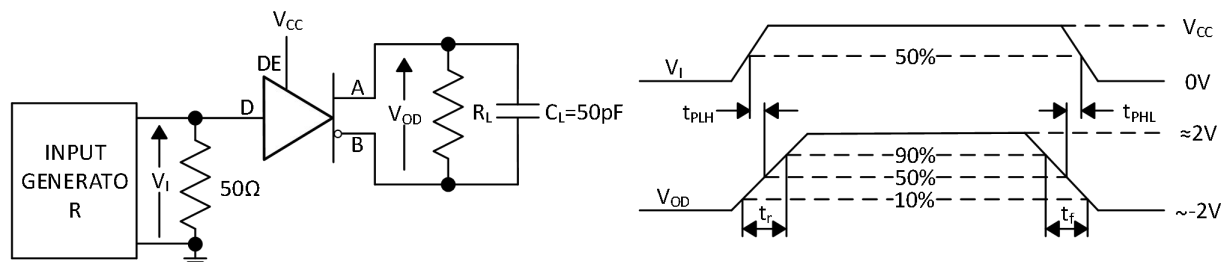 V_CC
DE
D
A
B
INPUT
GENERATO
R
V_I
50Ω
V_OD
R_L
C_L=50pF
V_CC
V_I
50%
0V
t_PLH
t_PHL
≈2V
90%
50%
V_OD
10%
~-2V
t_r
t_f